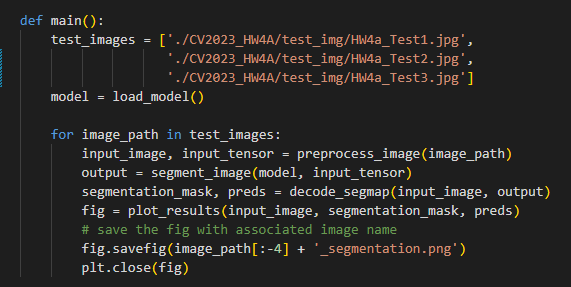 def main():
    test_images = ['./CV2023_HW4A/test_img/HW4a_Test1.jpg',
                   './CV2023_HW4A/test_img/HW4a_Test2.jpg',
                   './CV2023_HW4A/test_img/HW4a_Test3.jpg']
    model = load_model()

    for image_path in test_images:
        input_image, input_tensor = preprocess_image(image_path)
        output = segment_image(model, input_tensor)
        segmentation_mask, preds = decode_segmap(input_image, output)
        fig = plot_results(input_image, segmentation_mask, preds)
        # save the fig with associated image name
        fig.savefig(image_path[:-4] + '_segmentation.png')
        plt.close(fig)